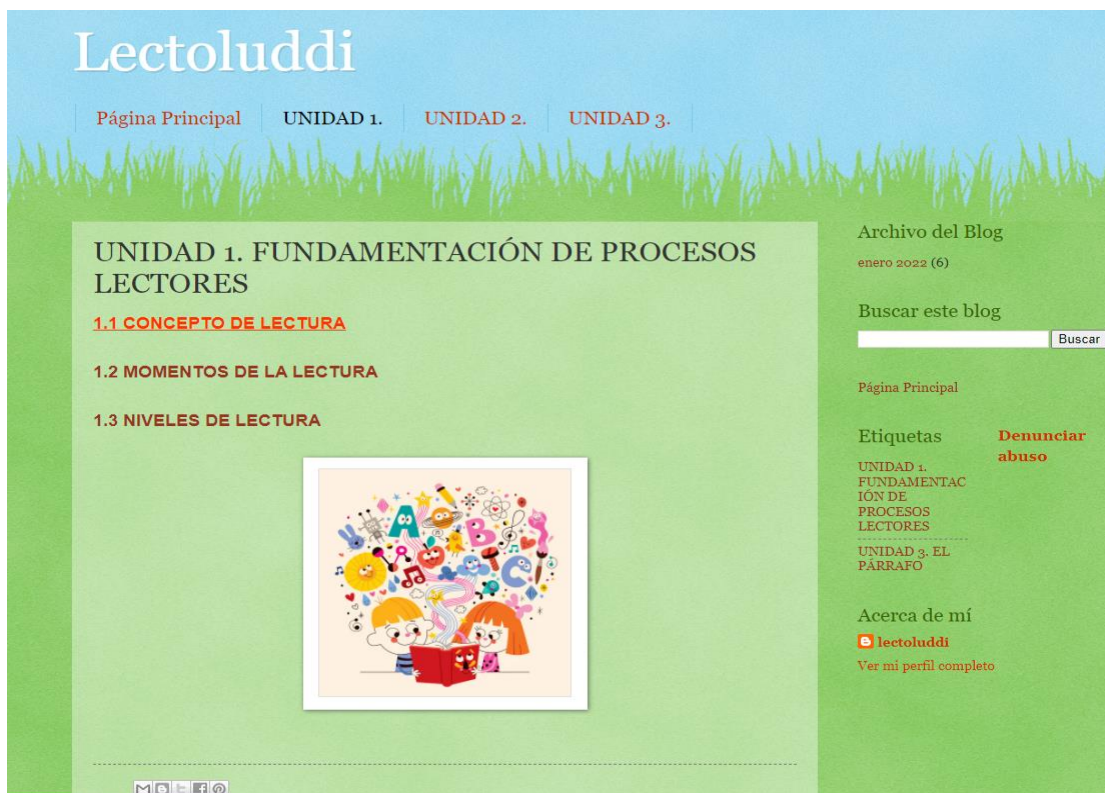 Lectoluddi
Página Principal
UNIDAD 1.
UNIDAD 2.
UNIDAD 3.
UNIDAD 1. FUNDAMENTACIÓN DE PROCESOS
LECTORES
1.1 CONCEPTO DE LECTURA
1.2 MOMENTOS DE LA LECTURA
1.3 NIVELES DE LECTURA
A
B
C
Archivo del Blog
enero 2022 (6)
Buscar este blog
Buscar
Página Principal
Etiquetas
UNIDAD 1.
FUNDAMENTAC
IÓN DE
PROCESOS
LECTORES
UNIDAD 3. EL
PÁRRAFO
Denunciar
abuso
Acerca de mí
lectoluddi
Ver mi perfil completo